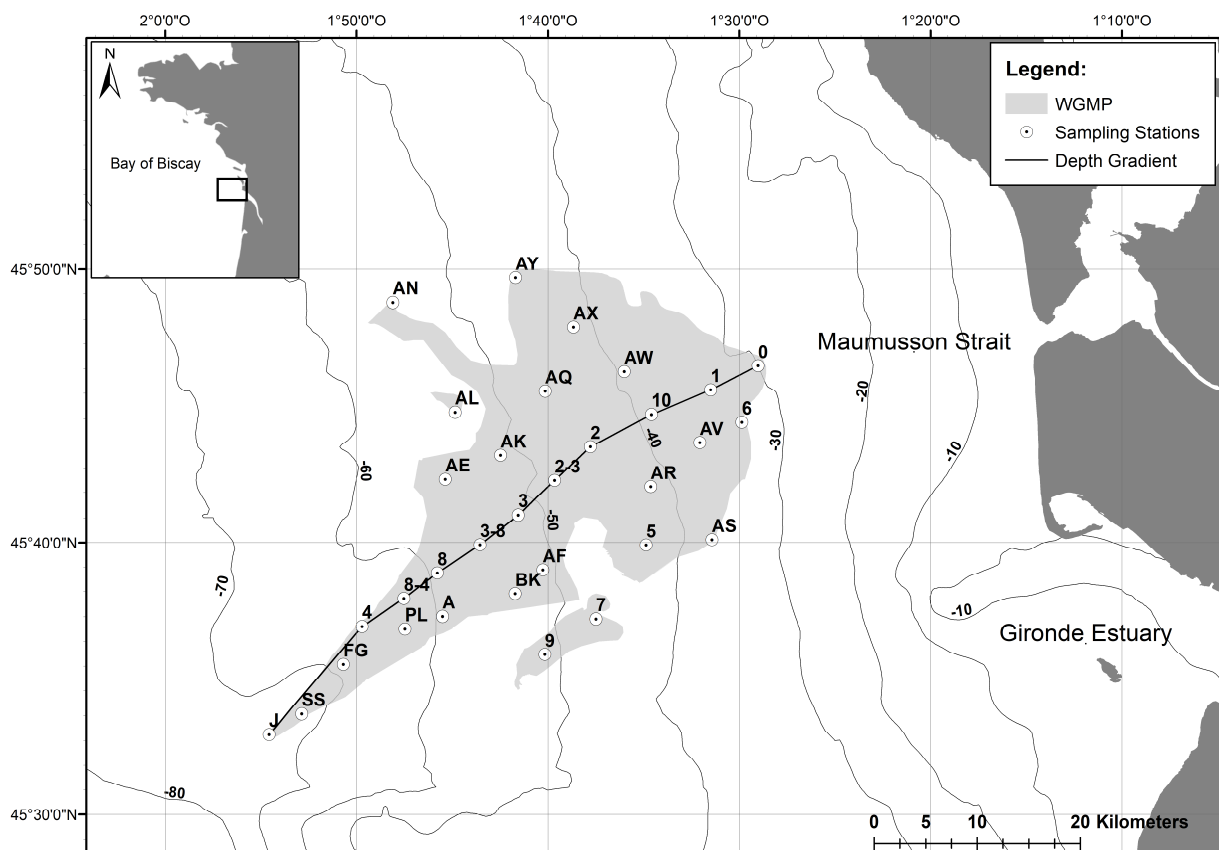 2°0'0"O 1°50'0"O 1°40'0"O 1°30'0"O 1°20'0"O 1°10'0"O
N
Bay of Biscay
Legend:
WGMP
Sampling Stations
Depth Gradient
45°50'0"N
45°40'0"N
45°30'0"N
AY
AN
AX
Maumusson Strait
AW
0
1
AQ
10
AL
6
2
-40
AV
AK
-20
-30
-10
AE
2-3
AR
-60
3
-50
3-8
5
AS
8
AF
-70
8-4
BK
A
7
-10
4
PL
Gironde Estuary
FG
9
SS
J
-80
0 5 10 20 Kilometers